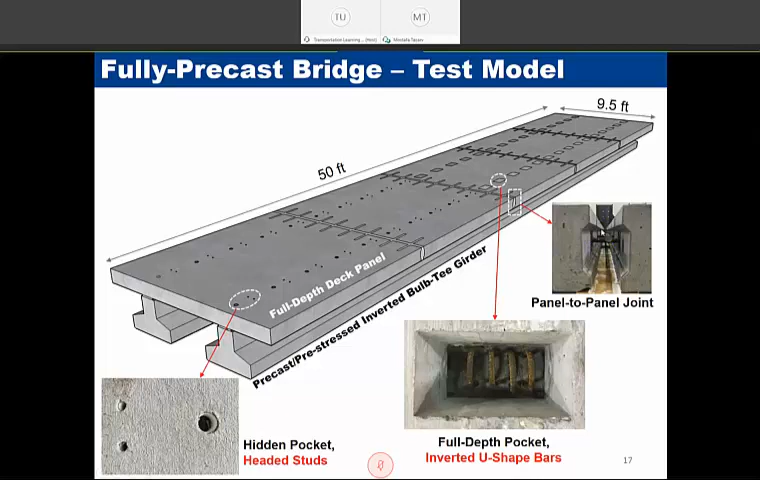 TU
MT
Transportation Learning ... (Host)
Mostafa Tazarv
Fully-Precast Bridge – Test Model
9.5 ft
50 ft
Full-Depth Deck Panel
Precast/Pre-stressed Inverted Bulb-Tee Girder
Panel-to-Panel Joint
Hidden Pocket,
Headed Studs
Full-Depth Pocket,
Inverted U-Shape Bars
17